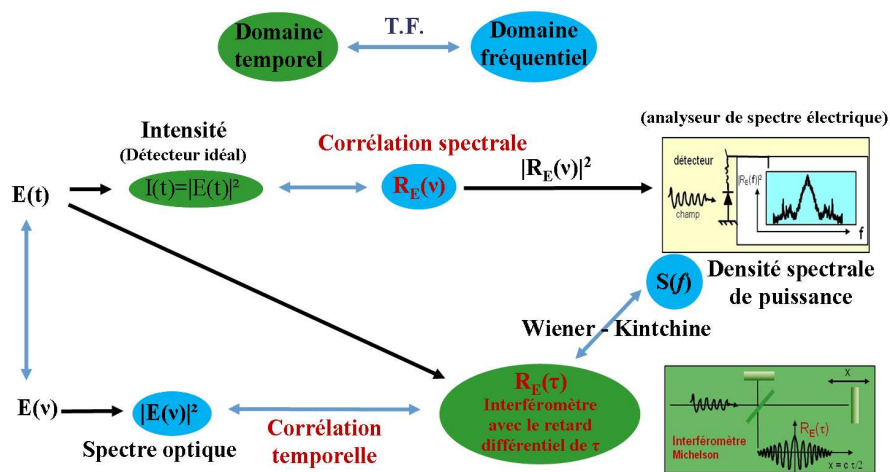 Domaine
temporel
T.F.
Domaine
fréquentiel
(analyseur de spectre électrique)
Intensité
(Détecteur idéal)
Corrélation spectrale
E(t)
I(t)=|E(t)|²
R_E(ν)
|R_E(ν)|²
détecteur
champ
|R_E(f)|²
f
S(f)
Densité spectrale
de puissance
Wiener - Kintchine
E(ν)
|E(ν)|²
Spectre optique
Corrélation
temporelle
R_E(τ)
Interféromètre
avec le retard
différentiel de τ
X
Interféromètre
Michelson
R_E(τ)
x = c τ/2